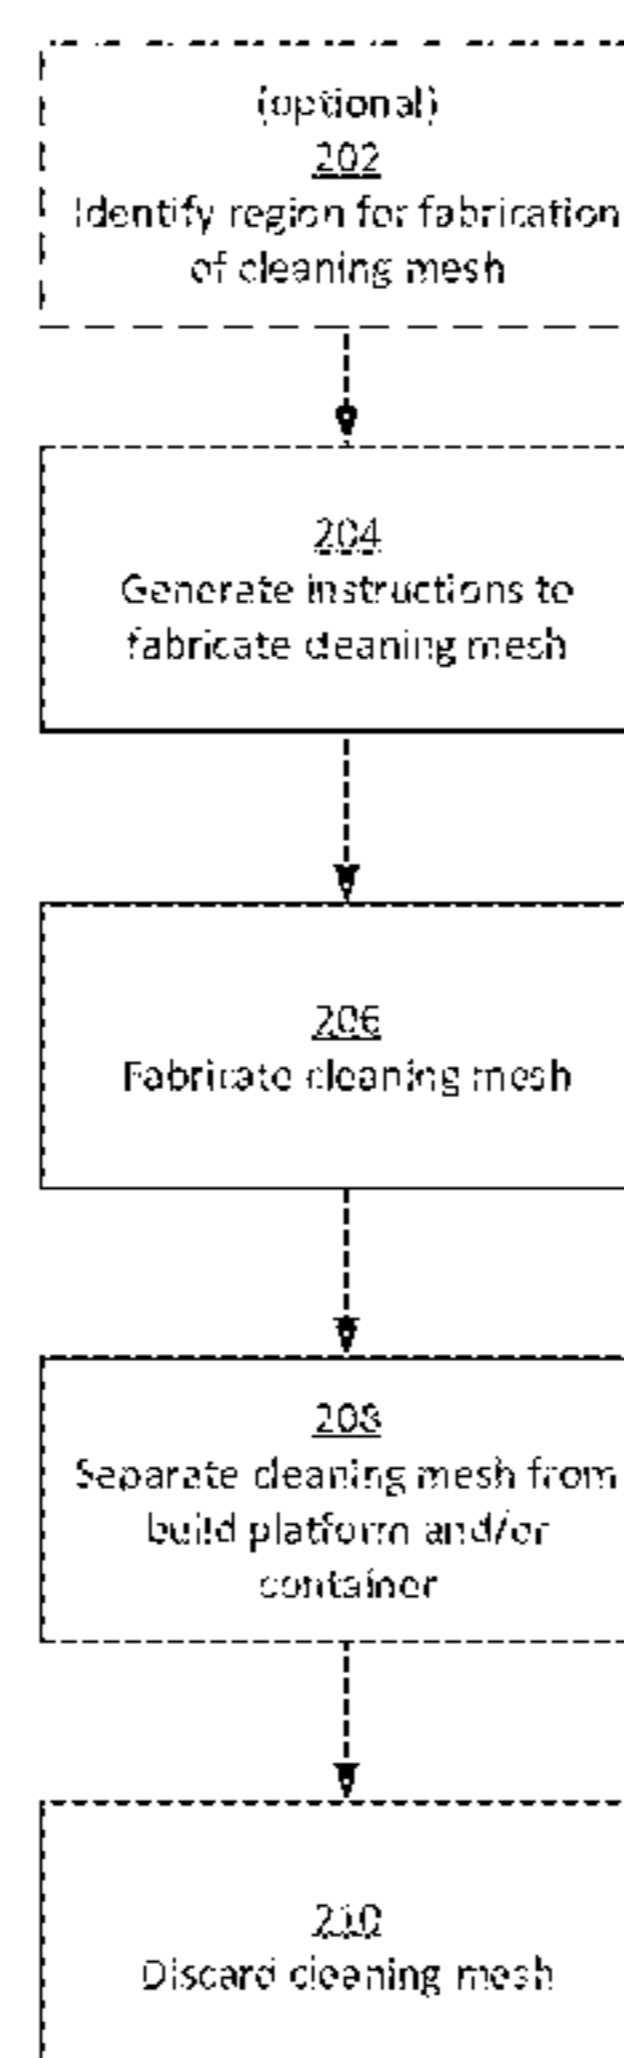 (optional)
202
Identify region for fabrication
of cleaning mesh
204
Generate instructions to
fabricate cleaning mesh
206
Fabricate cleaning mesh
208
Separate cleaning mesh from
build platform and/or
container
210
Discard cleaning mesh